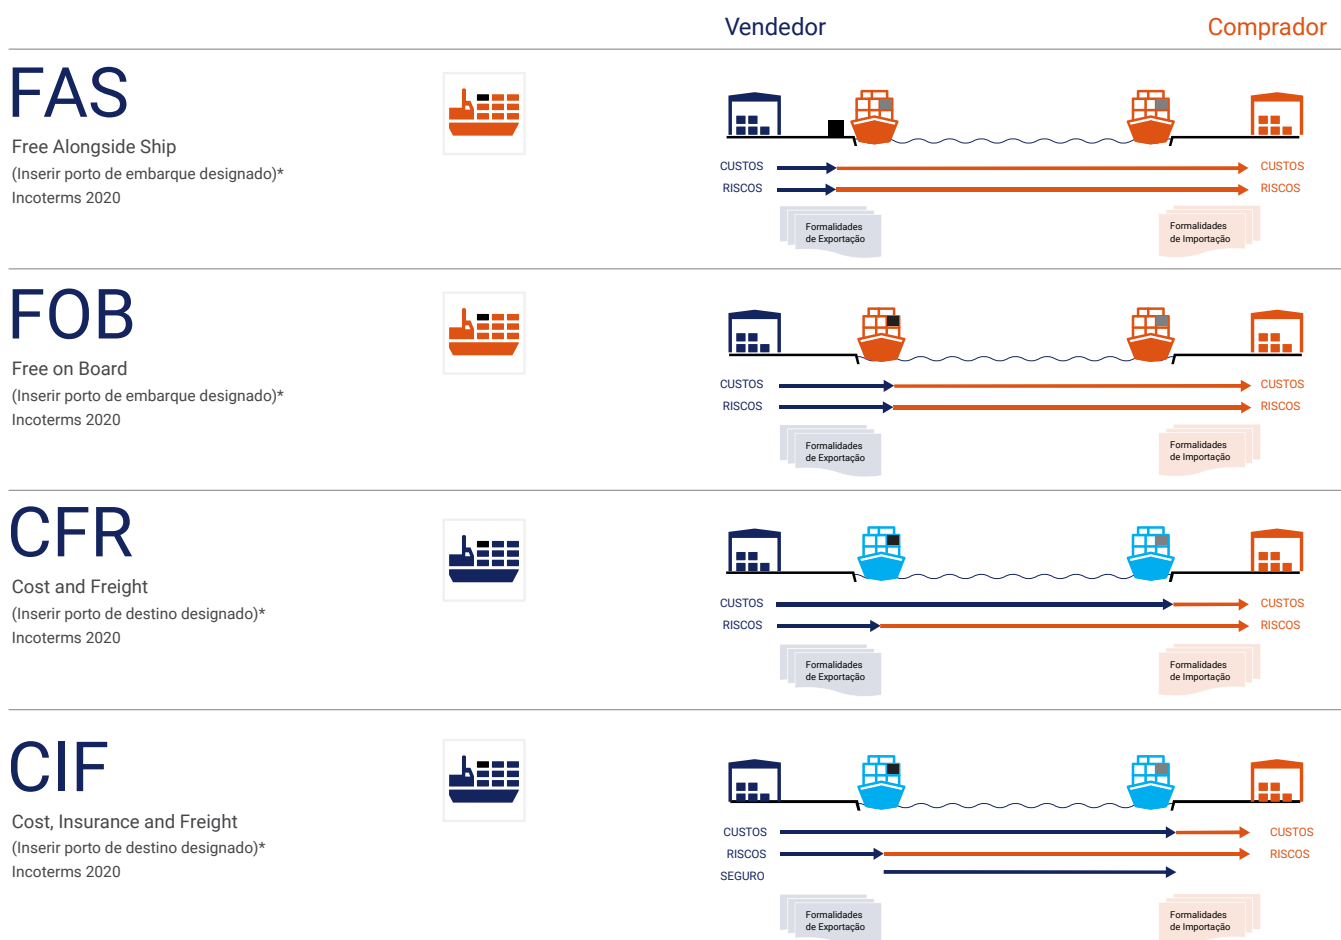 Vendedor
Comprador
FAS
Free Alongside Ship
(Inserir porto de embarque designado)*
Incoterms 2020
CUSTOS
CUSTOS
RISCOS
RISCOS
Formalidades
de Exportação
Formalidades
de Importação
FOB
Free on Board
(Inserir porto de embarque designado)*
Incoterms 2020
CUSTOS
CUSTOS
RISCOS
RISCOS
Formalidades
de Exportação
Formalidades
de Importação
CFR
Cost and Freight
(Inserir porto de destino designado)*
Incoterms 2020
CUSTOS
CUSTOS
RISCOS
RISCOS
Formalidades
de Exportação
Formalidades
de Importação
CIF
Cost, Insurance and Freight
(Inserir porto de destino designado)*
Incoterms 2020
CUSTOS
CUSTOS
RISCOS
RISCOS
SEGURO
Formalidades
de Exportação
Formalidades
de Importação